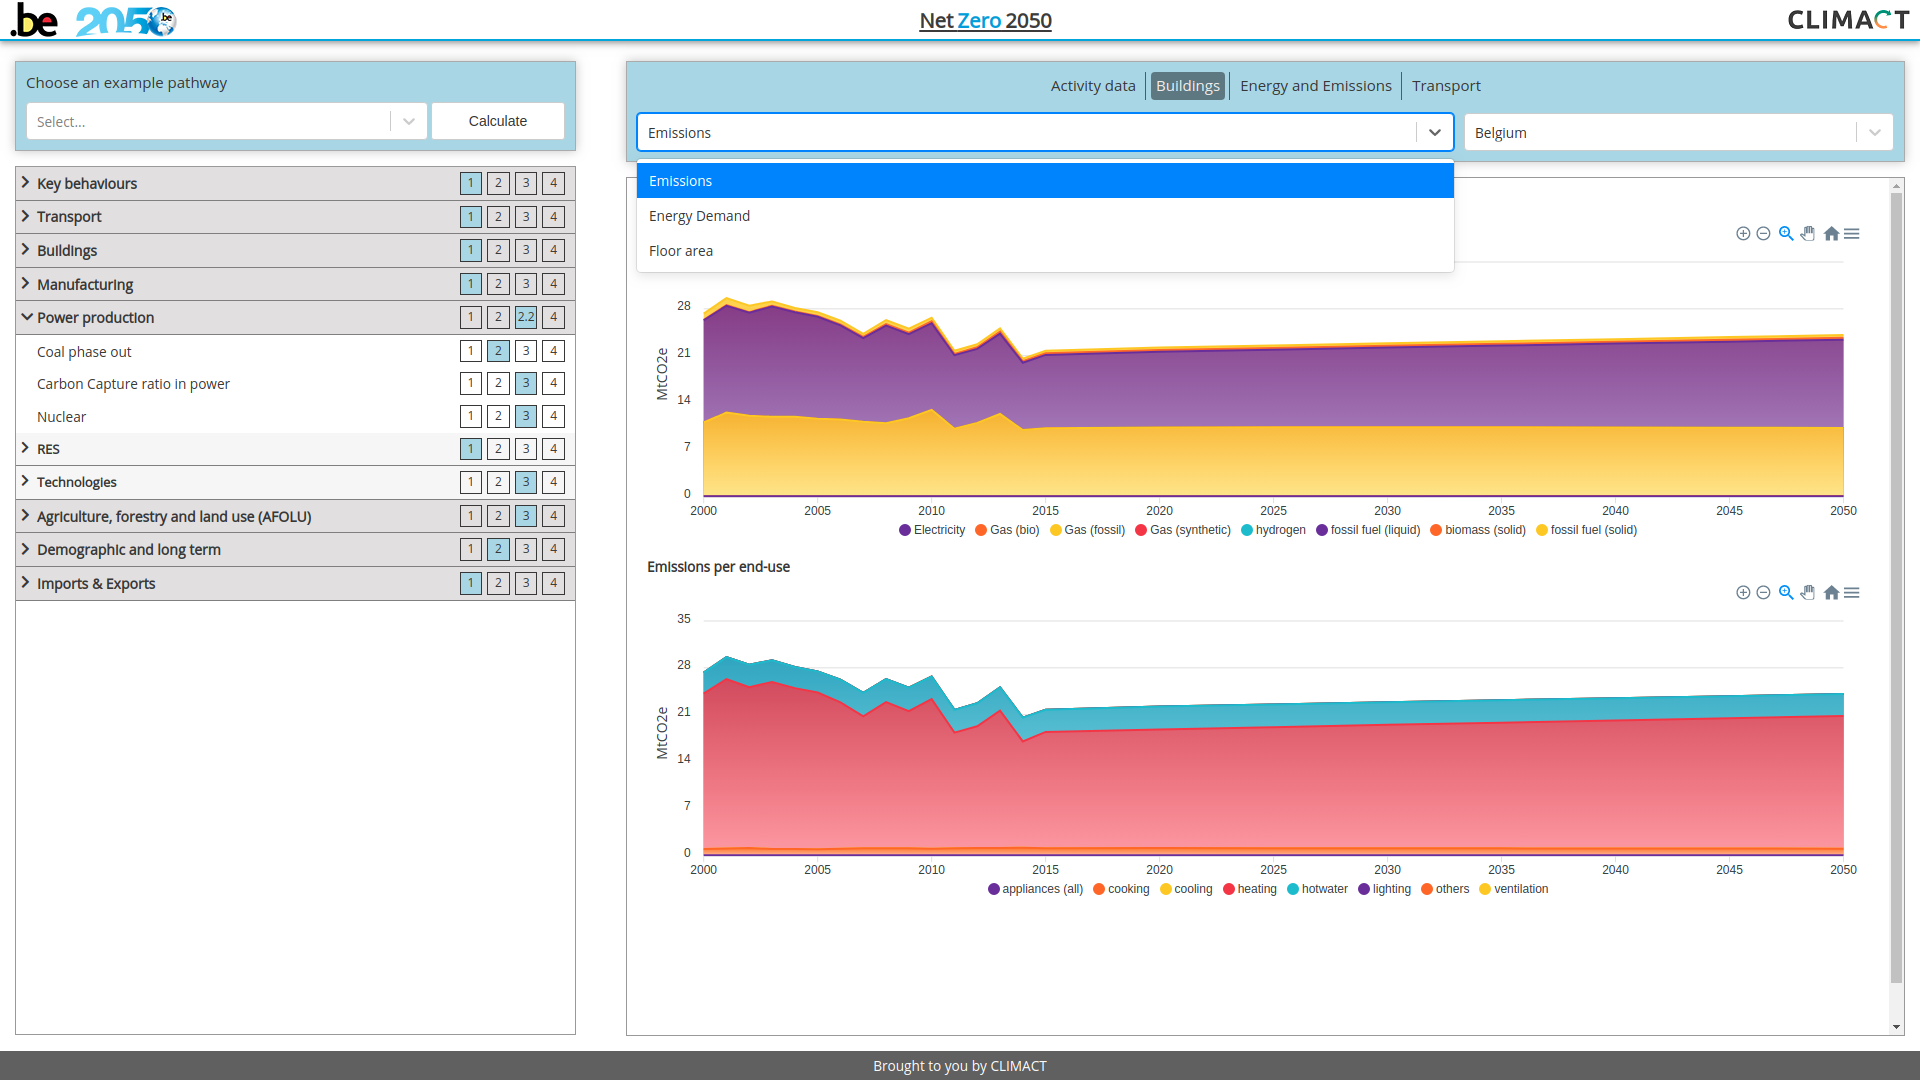 .be 2050 .be
Net Zero 2050
CLIMACT
Choose an example pathway
Select...
Calculate
Key behaviours 1 2 3 4
Transport 1 2 3 4
Buildings 1 2 3 4
Manufacturing 1 2 3 4
Power production 1 2 2.2 4
Coal phase out 1 2 3 4
Carbon Capture ratio in power 1 2 3 4
Nuclear 1 2 3 4
RES 1 2 3 4
Technologies 1 2 3 4
Agriculture, forestry and land use (AFOLU) 1 2 3 4
Demographic and long term 1 2 3 4
Imports & Exports 1 2 3 4
Activity data Buildings Energy and Emissions Transport
Emissions
Belgium
Emissions
Energy Demand
Floor area
28
21
14
7
0
MtCO2e
2000 2005 2010 2015 2020 2025 2030 2035 2040 2045 2050
Electricity Gas (bio) Gas (fossil) Gas (synthetic) hydrogen fossil fuel (liquid) biomass (solid) fossil fuel (solid)
Emissions per end-use
35
28
21
14
7
0
MtCO2e
2000 2005 2010 2015 2020 2025 2030 2035 2040 2045 2050
appliances (all) cooking cooling heating hotwater lighting others ventilation
Brought to you by CLIMACT